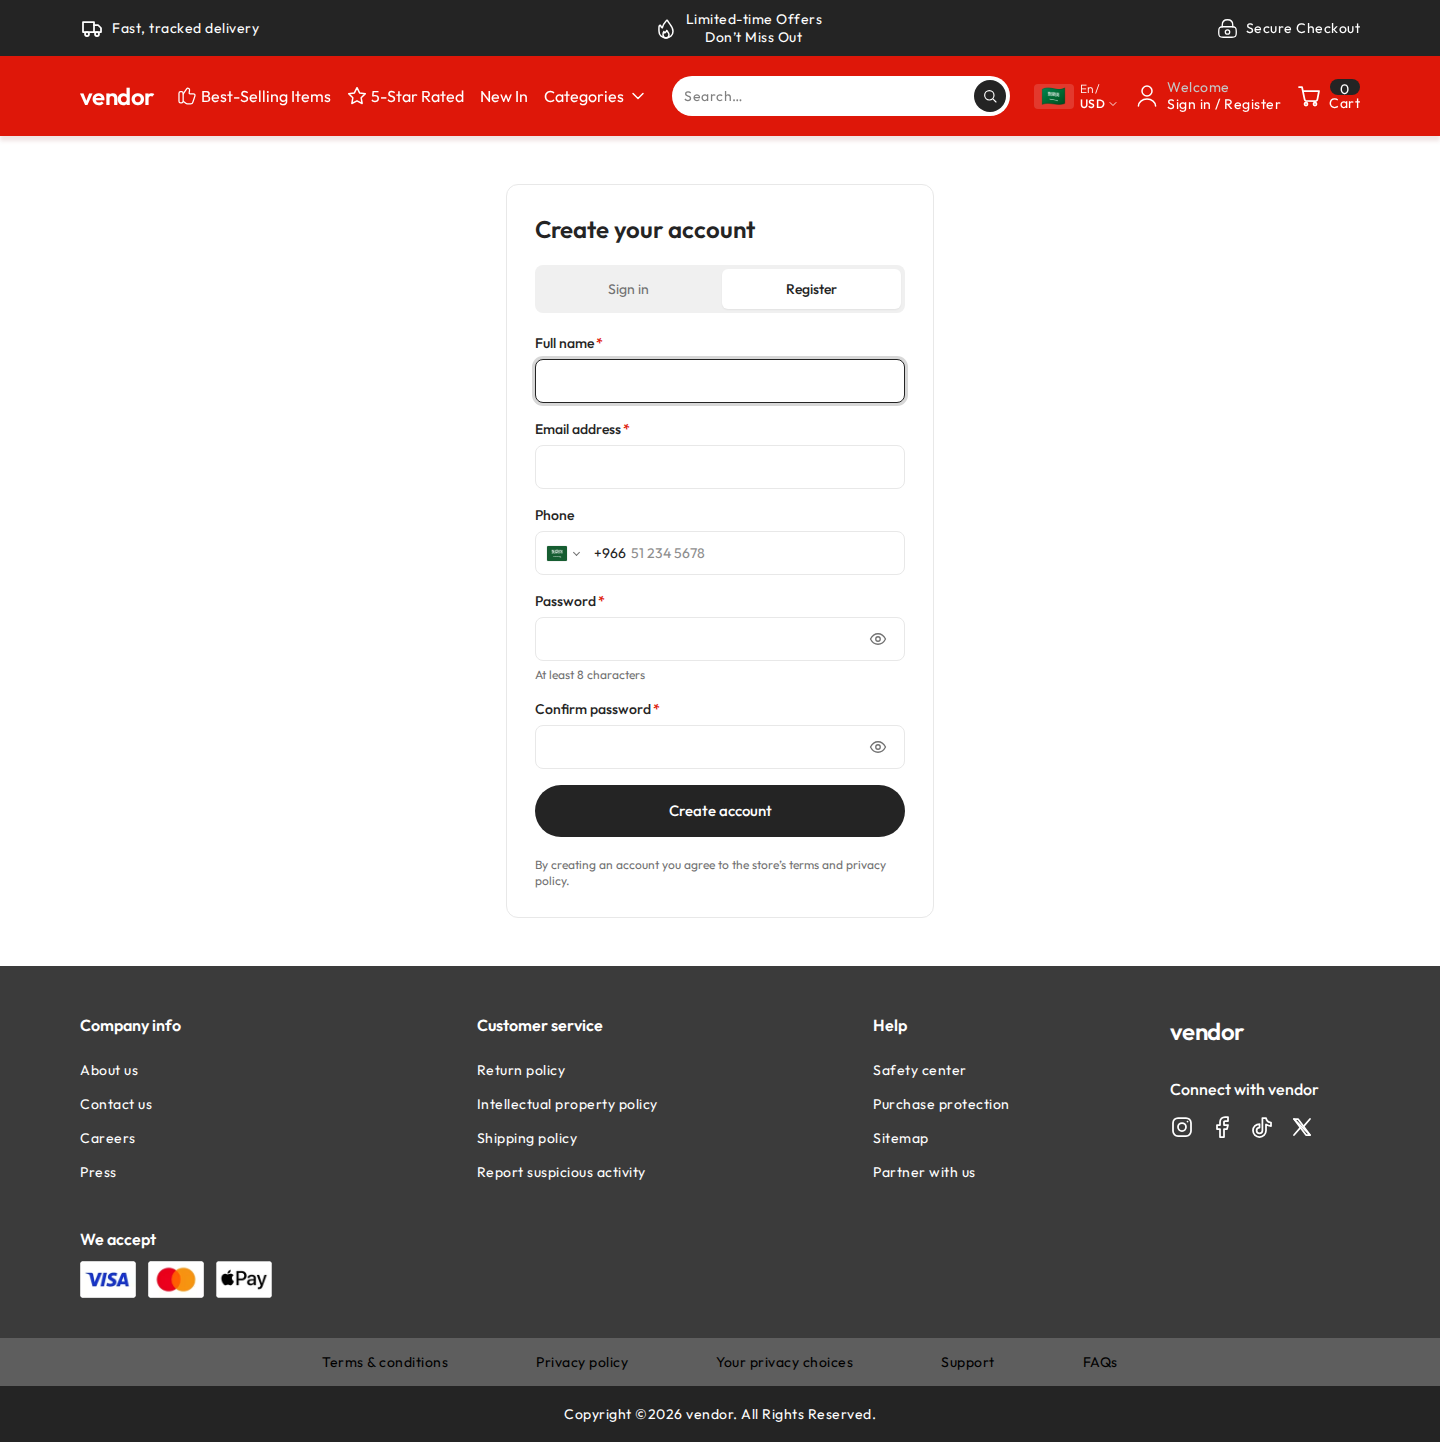 Fast, tracked delivery
Limited-time Offers
Don't Miss Out
Secure Checkout
vendor
Best-Selling Items
5-Star Rated
New In
Categories
Search...
En/
USD
Welcome
Sign in / Register
0
Cart
Create your account
Sign in
Register
Full name *
Email address *
Phone
+966 51 234 5678
Password *
At least 8 characters
Confirm password *
Create account
By creating an account you agree to the store's terms and privacy
policy.
Company info
About us
Contact us
Careers
Press
Customer service
Return policy
Intellectual property policy
Shipping policy
Report suspicious activity
Help
Safety center
Purchase protection
Sitemap
Partner with us
vendor
Connect with vendor
We accept
VISA
Pay
Terms & conditions
Privacy policy
Your privacy choices
Support
FAQs
Copyright ©2026 vendor. All Rights Reserved.